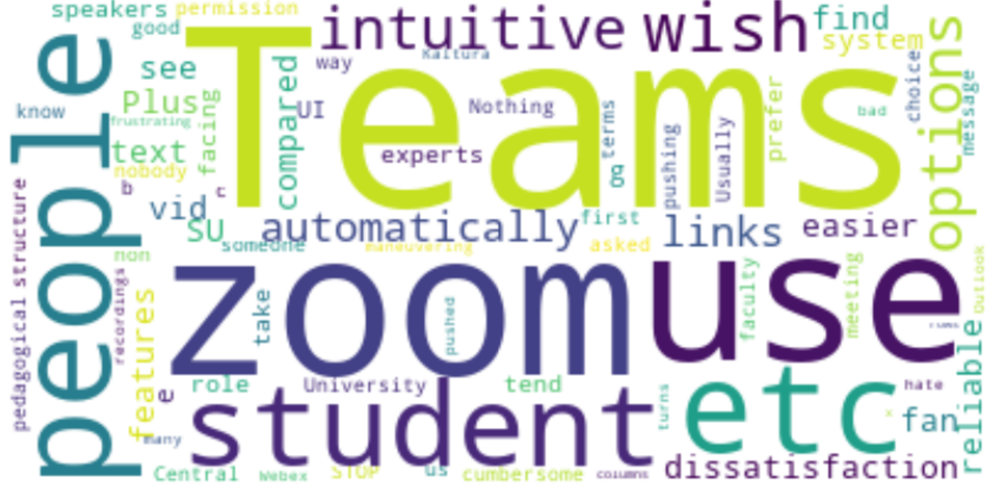 speakers
permission
good
intuitive
wish
find
system
Kaltura
see
Teams
compared
way
choice
options
message
Plus
know
frustrating
facing
UI
Nothing
terms
prefer
bad
people
text
nobody
experts
pushing
Usually
b
c
vid
SU
automatically
first
links
easier
someone
maneuvering
asked
pedagogical structure
non
recordings
features
zoom
take
pushed
use
faculty
meeting
Outlook
reliable
role
University
tend
e
student
turns
etc
hate
x
fan
many
Central
Webex
STOP
us
cumbersome
columns
dissatisfaction